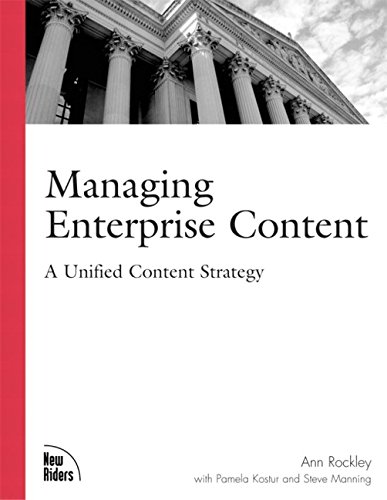 Managing
Enterprise Content
A Unified Content Strategy
New
Riders
Ann Rockley
with Pamela Kostur and Steve Manning